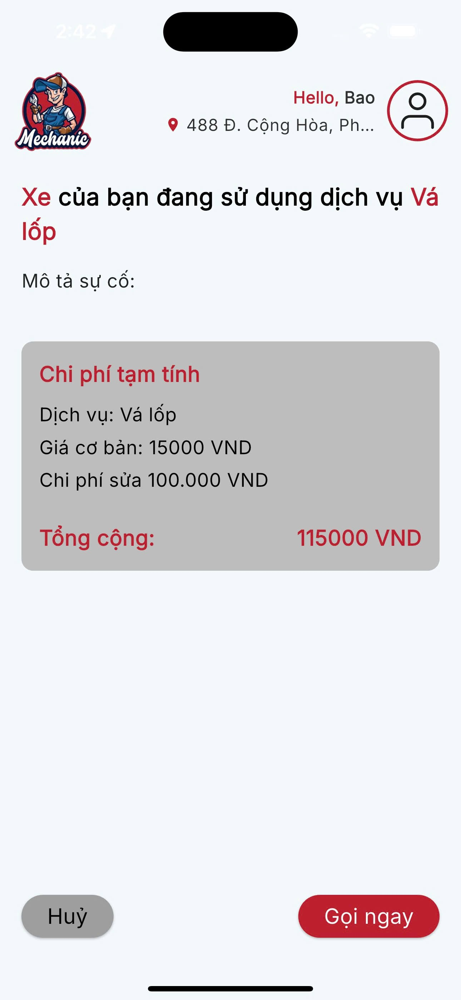 2:42
Mechanic
Hello, Bao
488 Đ. Cộng Hòa, Ph...
Xe của bạn đang sử dụng dịch vụ Vá
lốp
Mô tả sự cố:
Chi phí tạm tính
Dịch vụ: Vá lốp
Giá cơ bản: 15000 VND
Chi phí sửa 100.000 VND
Tổng cộng: 115000 VND
Huỷ
Gọi ngay